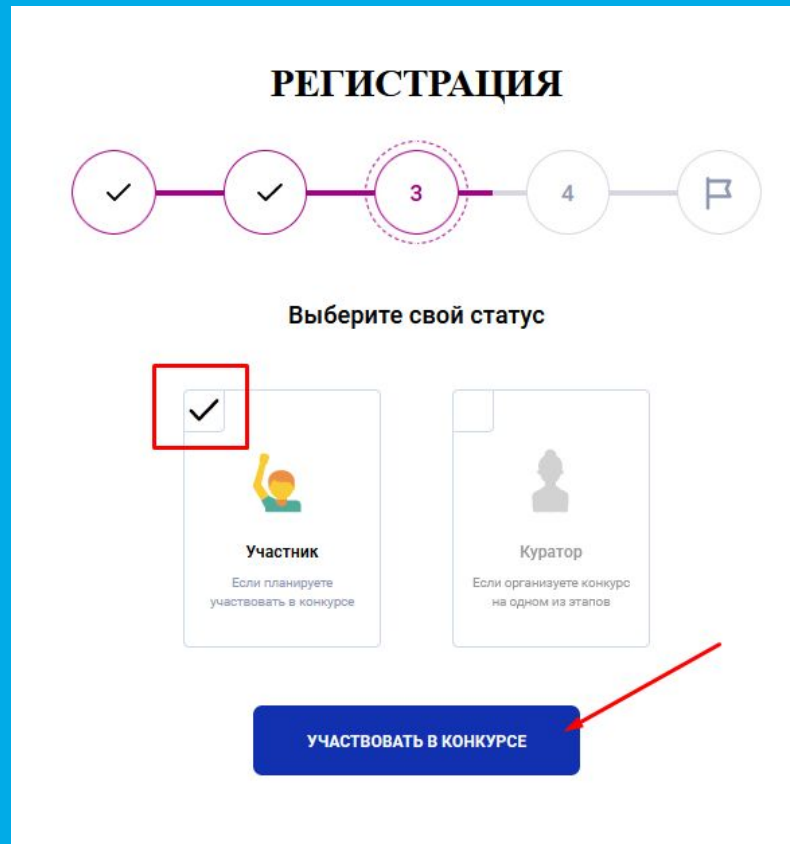 РЕГИСТРАЦИЯ
3
4
Выберите свой статус
Участник
Если планируете
участвовать в конкурсе
Куратор
Если организуете конкурс
на одном из этапов
УЧАСТВОВАТЬ В КОНКУРСЕ